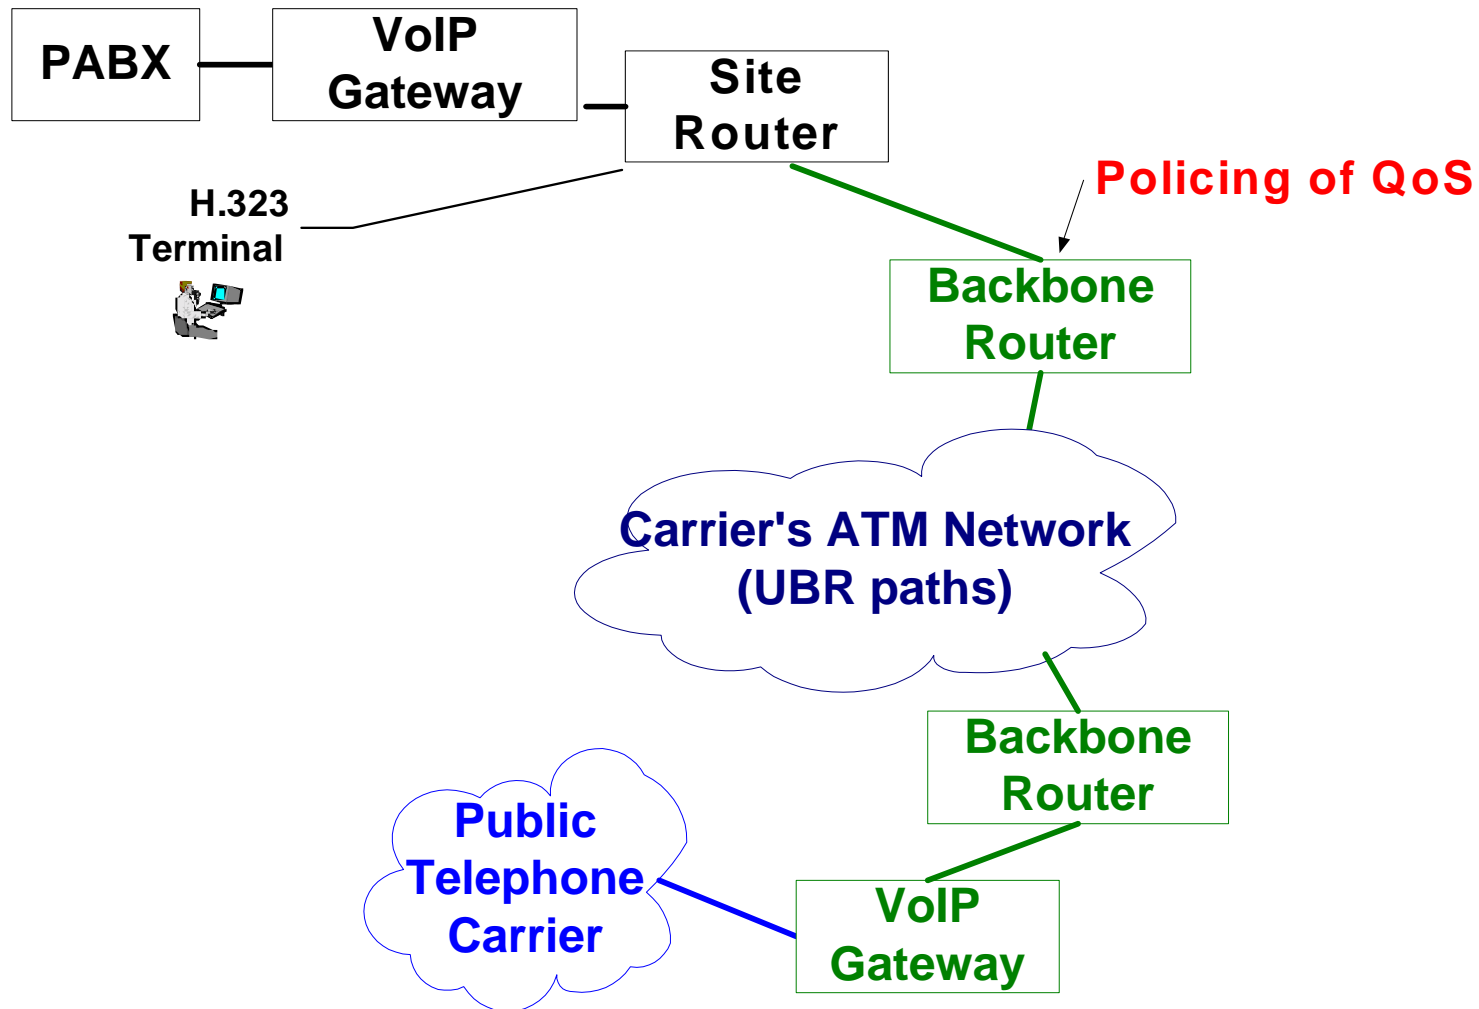 PABX
VoIP
Gateway
Site
Router
H.323
Terminal
Policing of QoS
Backbone
Router
Carrier's ATM Network
(UBR paths)
Backbone
Router
Public
Telephone
Carrier
VoIP
Gateway